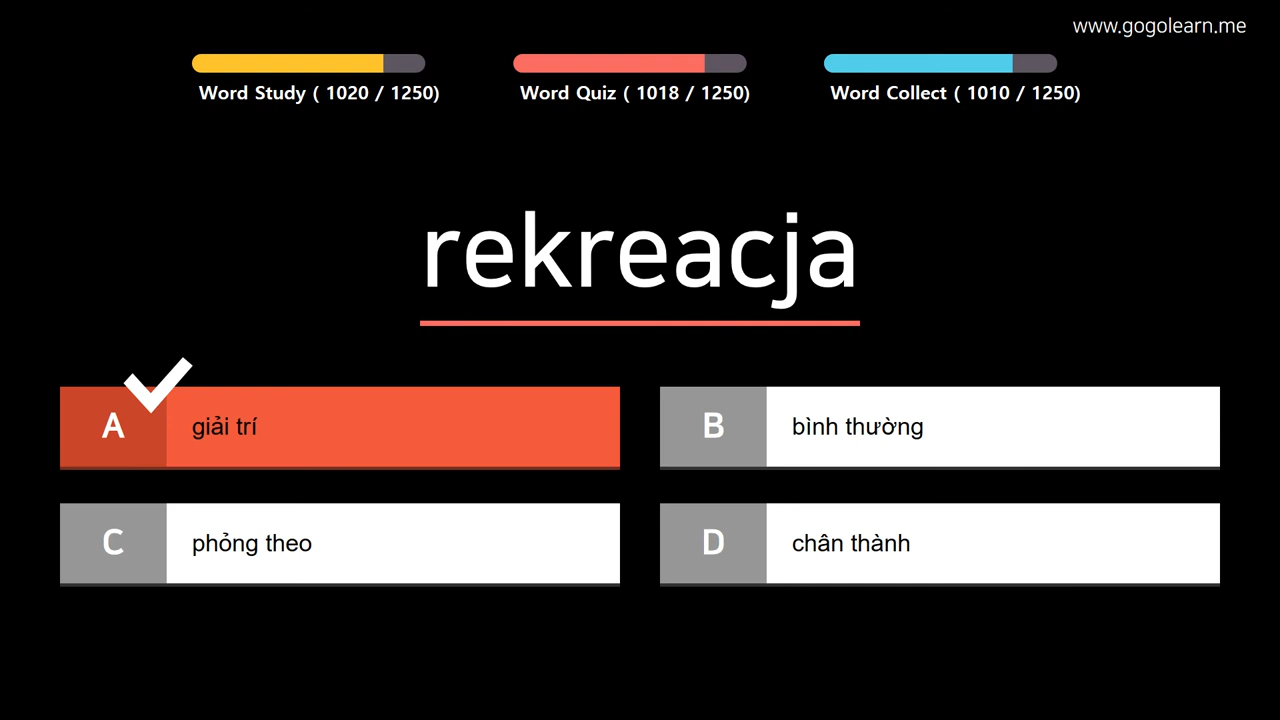 www.gogolearn.me
Word Study ( 1020 / 1250)
Word Quiz ( 1018 / 1250)
Word Collect ( 1010 / 1250)
rekreacja
A giải trí
B bình thường
C phỏng theo
D chân thành